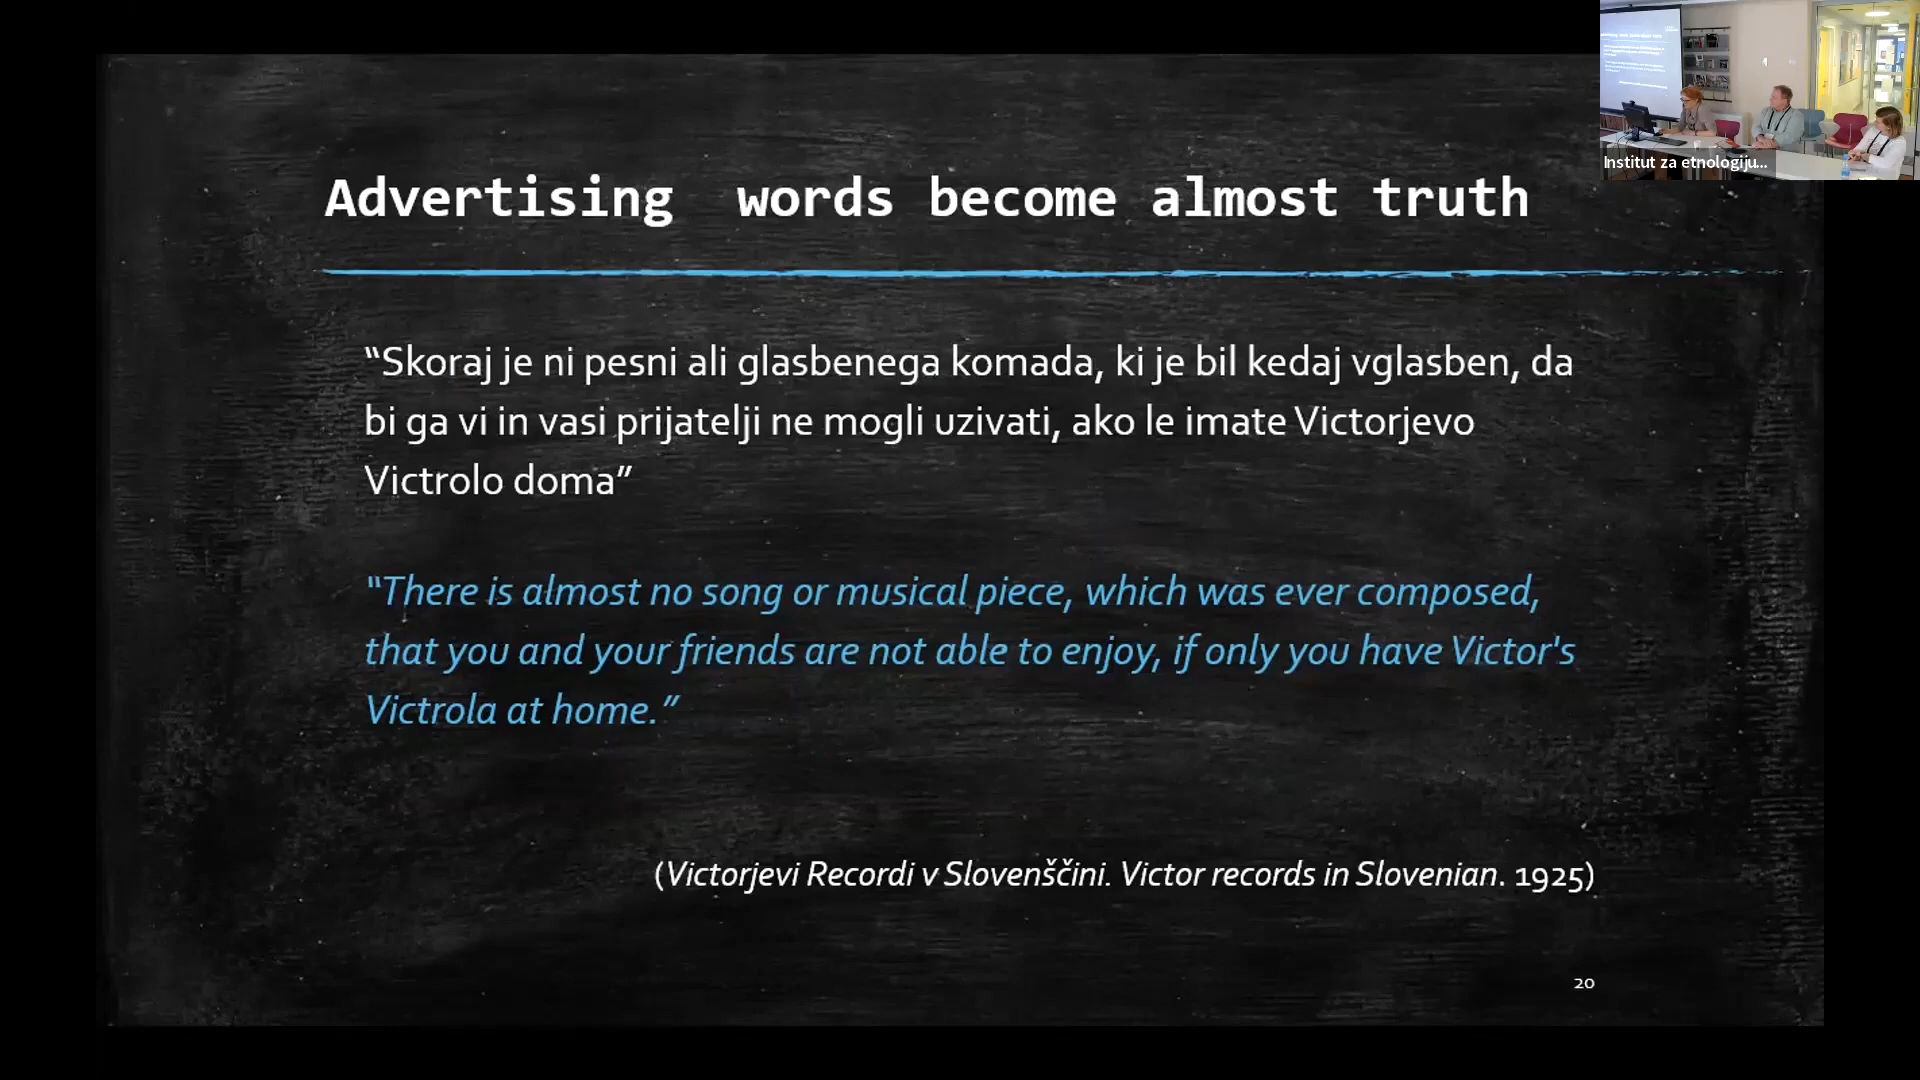 Advertising words become almost truth
“Skoraj je ni pesni ali glasbenega komada, ki je bil kedaj vglasben, da
bi ga vi in vasi prijatelji ne mogli uzivati, ako le imate Victorjevo
Victrolo doma”
“There is almost no song or musical piece, which was ever composed,
that you and your friends are not able to enjoy, if only you have Victor's
Victrola at home.”
(Victorjevi Recordi v Slovenščini. Victor records in Slovenian. 1925)
20
Institut za etnologiju...